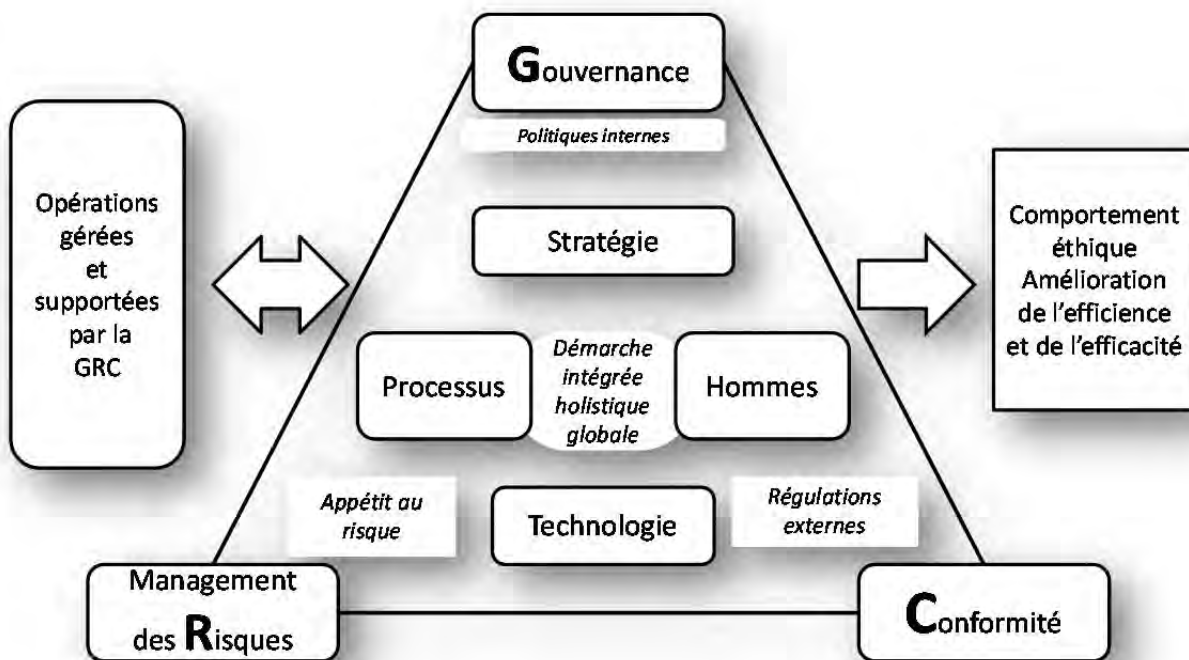 Gouvernance
Politiques internes
Opérations
gérées
et
supportées
par la
GRC
Stratégie
Comportement
éthique
Amélioration
de l'efficience
et de l'efficacité
Processus
Démarche
intégrée
holistique
globale
Hommes
Appétit au
risque
Technologie
Régulations
externes
Management
des Risques
Conformité